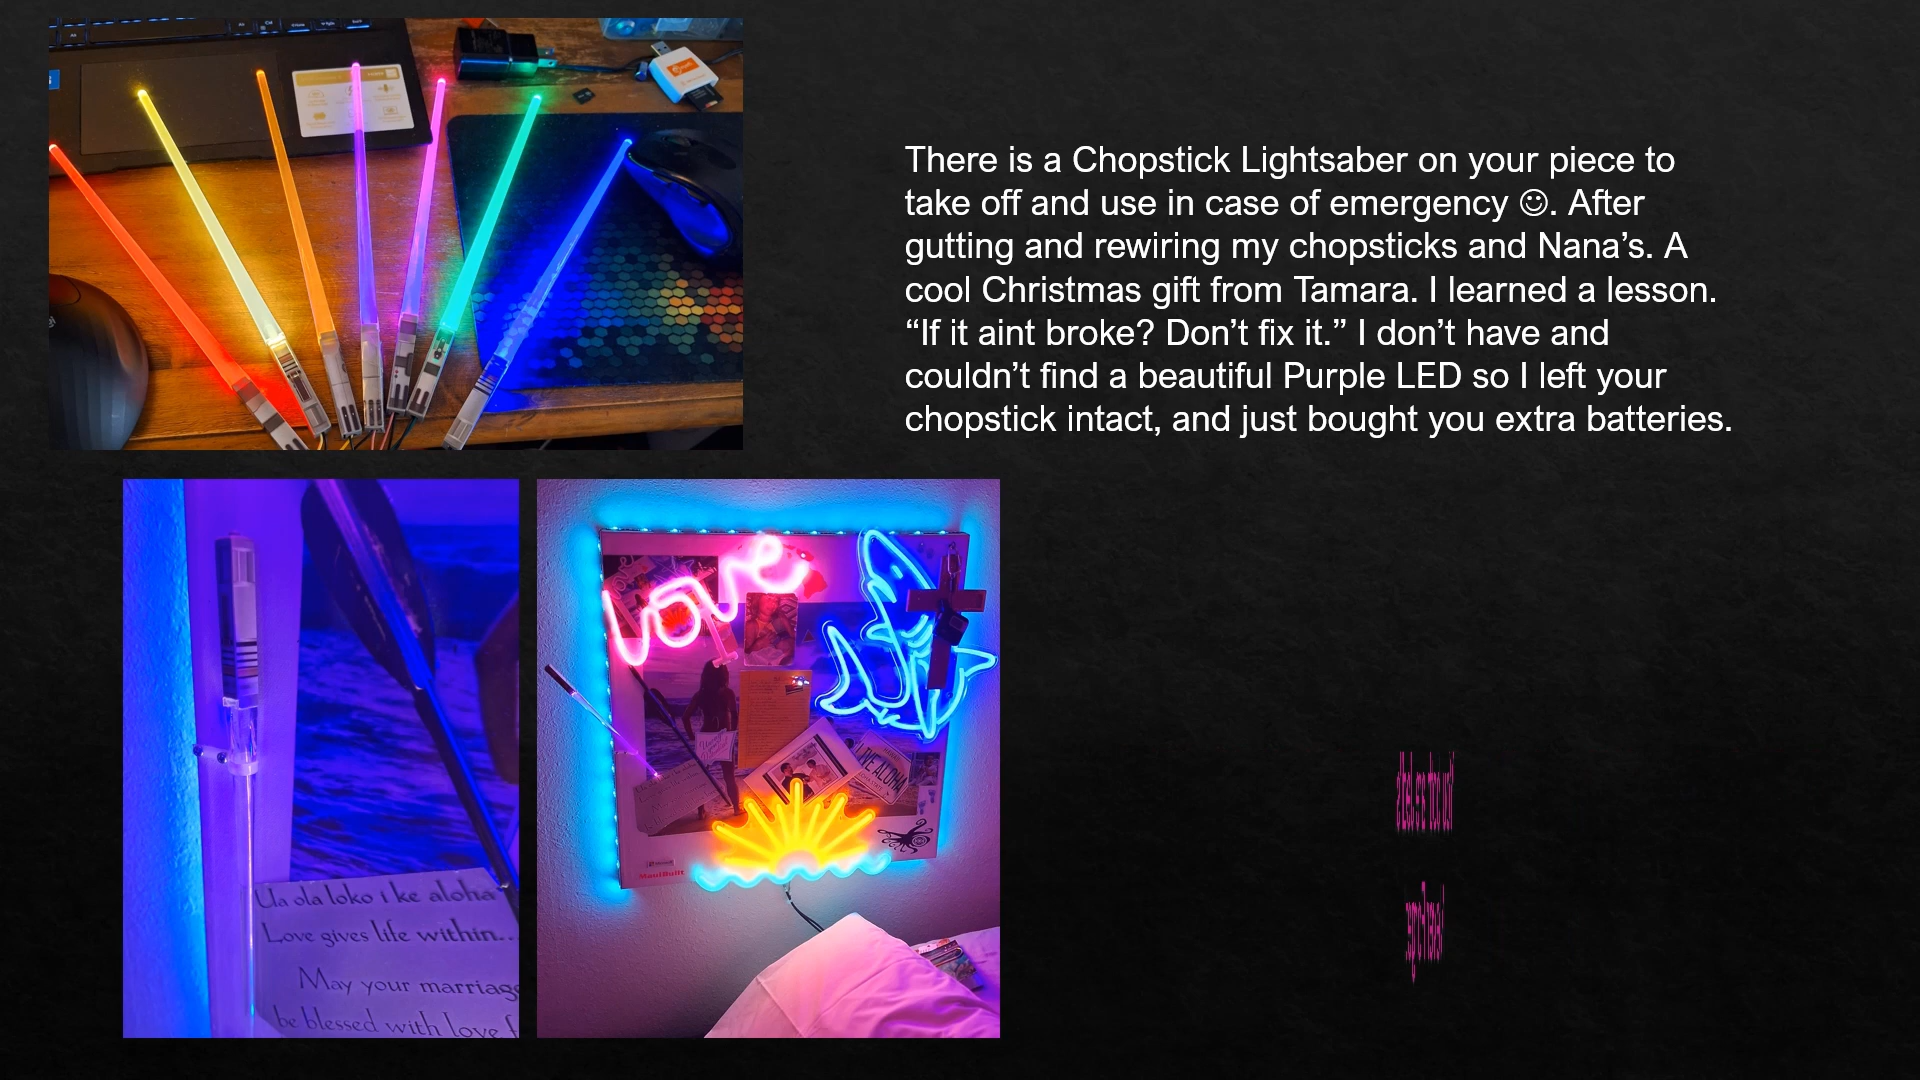 There is a Chopstick Lightsaber on your piece to
take off and use in case of emergency ☺. After
gutting and rewiring my chopsticks and Nana’s. A
cool Christmas gift from Tamara. I learned a lesson.
“If it aint broke? Don’t fix it.” I don’t have and
couldn’t find a beautiful Purple LED so I left your
chopstick intact, and just bought you extra batteries.
Ua ola loko i ke aloha
Love gives life within..
May your marriage
be blessed with love f
love
LIVE ALOHA
MauiBuilt